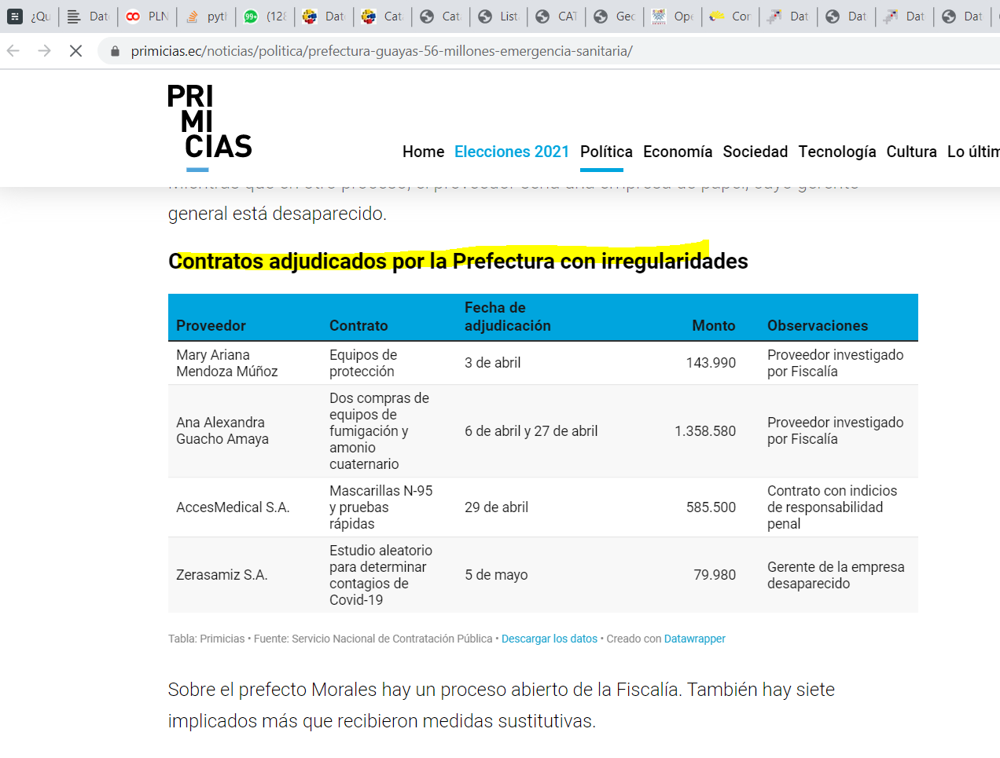 ¿Qu
Dat
PLN
pyth
99+
(128
Dat
Cat
Cat
List
CAT
Geo
Ope
Cor
Dat
Dat
Dat
Dat
primicias.ec/noticias/politica/prefectura-guayas-56-millones-emergencia-sanitaria/
PRI
MI
CIAS
Home Elecciones 2021 Política Economía Sociedad Tecnología Cultura Lo últim
general está desaparecido.
Contratos adjudicados por la Prefectura con irregularidades
Fecha de
Proveedor Contrato adjudicación Monto Observaciones
Mary Ariana
Mendoza Múñoz
Equipos de
protección
3 de abril
143.990
Proveedor investigado
por Fiscalía
Ana Alexandra
Guacho Amaya
Dos compras de
equipos de
fumigación y
amonio
cuaternario
6 de abril y 27 de abril
1.358.580
Proveedor investigado
por Fiscalía
AccesMedical S.A.
Mascarillas N-95
y pruebas
rápidas
29 de abril
585.500
Contrato con indicios
de responsabilidad
penal
Zerasamiz S.A.
Estudio aleatorio
para determinar
contagios de
Covid-19
5 de mayo
79.980
Gerente de la empresa
desaparecido
Tabla: Primicias • Fuente: Servicio Nacional de Contratación Pública • Descargar los datos • Creado con Datawrapper
Sobre el prefecto Morales hay un proceso abierto de la Fiscalía. También hay siete
implicados más que recibieron medidas sustitutivas.